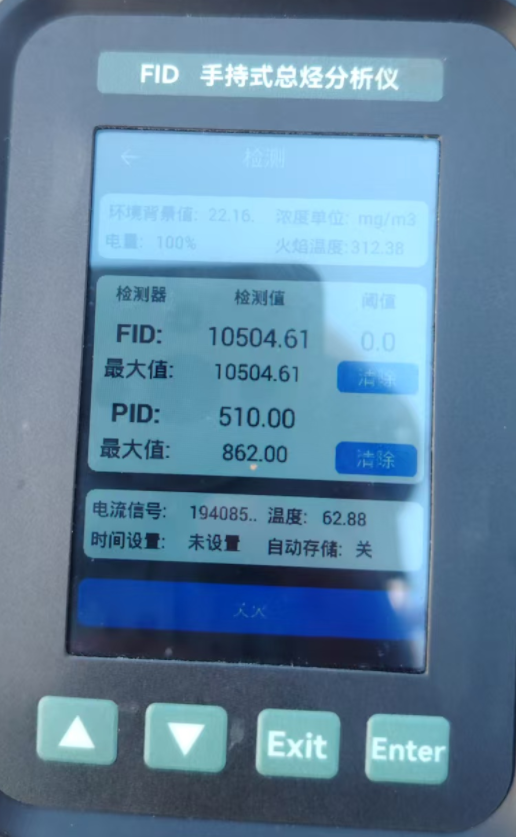 FID 手持式总烃分析仪
← 检测
环境背景值: 22.16. 浓度单位: mg/m3
电量: 100% 火焰温度:312.38
检测器 检测值 阈值
FID: 10504.61 0.0
最大值: 10504.61 清除
PID: 510.00
最大值: 862.00 清除
电流信号: 194085.. 温度: 62.88
时间设置: 未设置 自动存储: 关
Exit
Enter